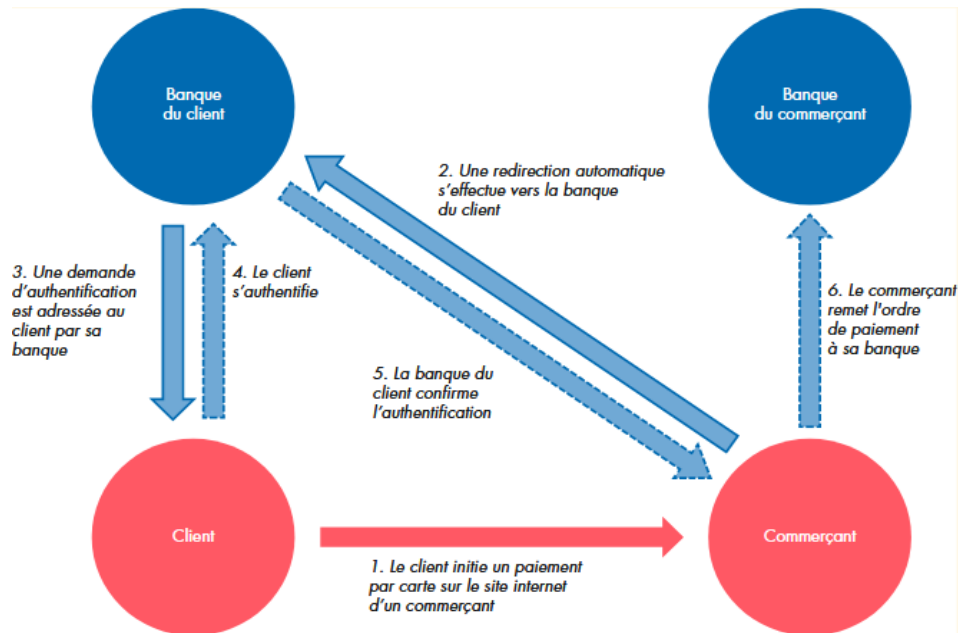 Banque
du client
Banque
du commerçant
2. Une redirection automatique
s'effectue vers la banque
du client
3. Une demande
d'authentification
est adressée au
client par sa
banque
4. Le client
s'authentifie
6. Le commerçant
remet l'ordre
de paiement
à sa banque
5. La banque du
client confirme
l'authentification
Client
Commerçant
1. Le client initie un paiement
par carte sur le site internet
d'un commerçant